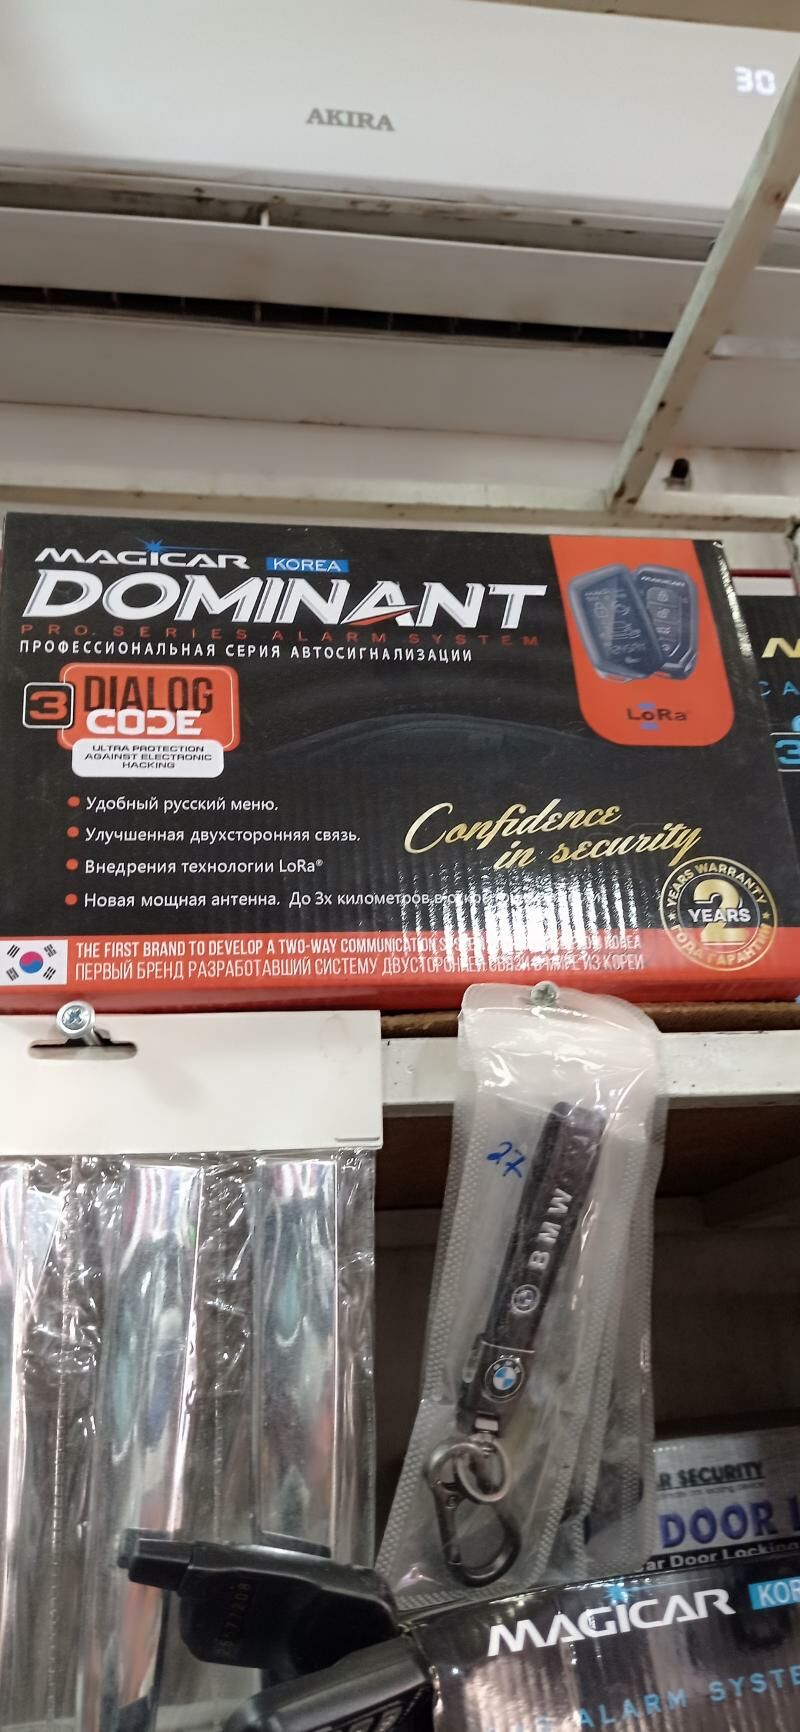 30
AKIRA
MAGICAR KOREA
DOMINANT
PRO. SERIES ALARM SYSTEM
ПРОФЕССИОНАЛЬНАЯ СЕРИЯ АВТОСИГНАЛИЗАЦИИ
3 DIALOG
CODE
ULTRA PROTECTION
AGAINST ELECTRONIC
HACKING
MAGICAR
LoRa
Удобный русский меню.
Улучшенная двухсторонняя связь.
Внедрения технологии LoRa®
Новая мощная антенна. До 3х километров в
Confidence
in security
YEARS WARRANTY
2
YEARS
ГОДА ГАРАНТИИ
THE FIRST BRAND TO DEVELOP A TWO-WAY COMMUNICATION SYSTEM KOREA
ПЕРВЫЙ БРЕНД РАЗРАБОТАВШИЙ СИСТЕМУ ДВУСТОРОННЕЙ СВЯЗИ В МИРЕ ИЗ КОРЕИ
3
27
BMW
SECURITY
DOOR
Door Locking
MAGICAR
ALARM